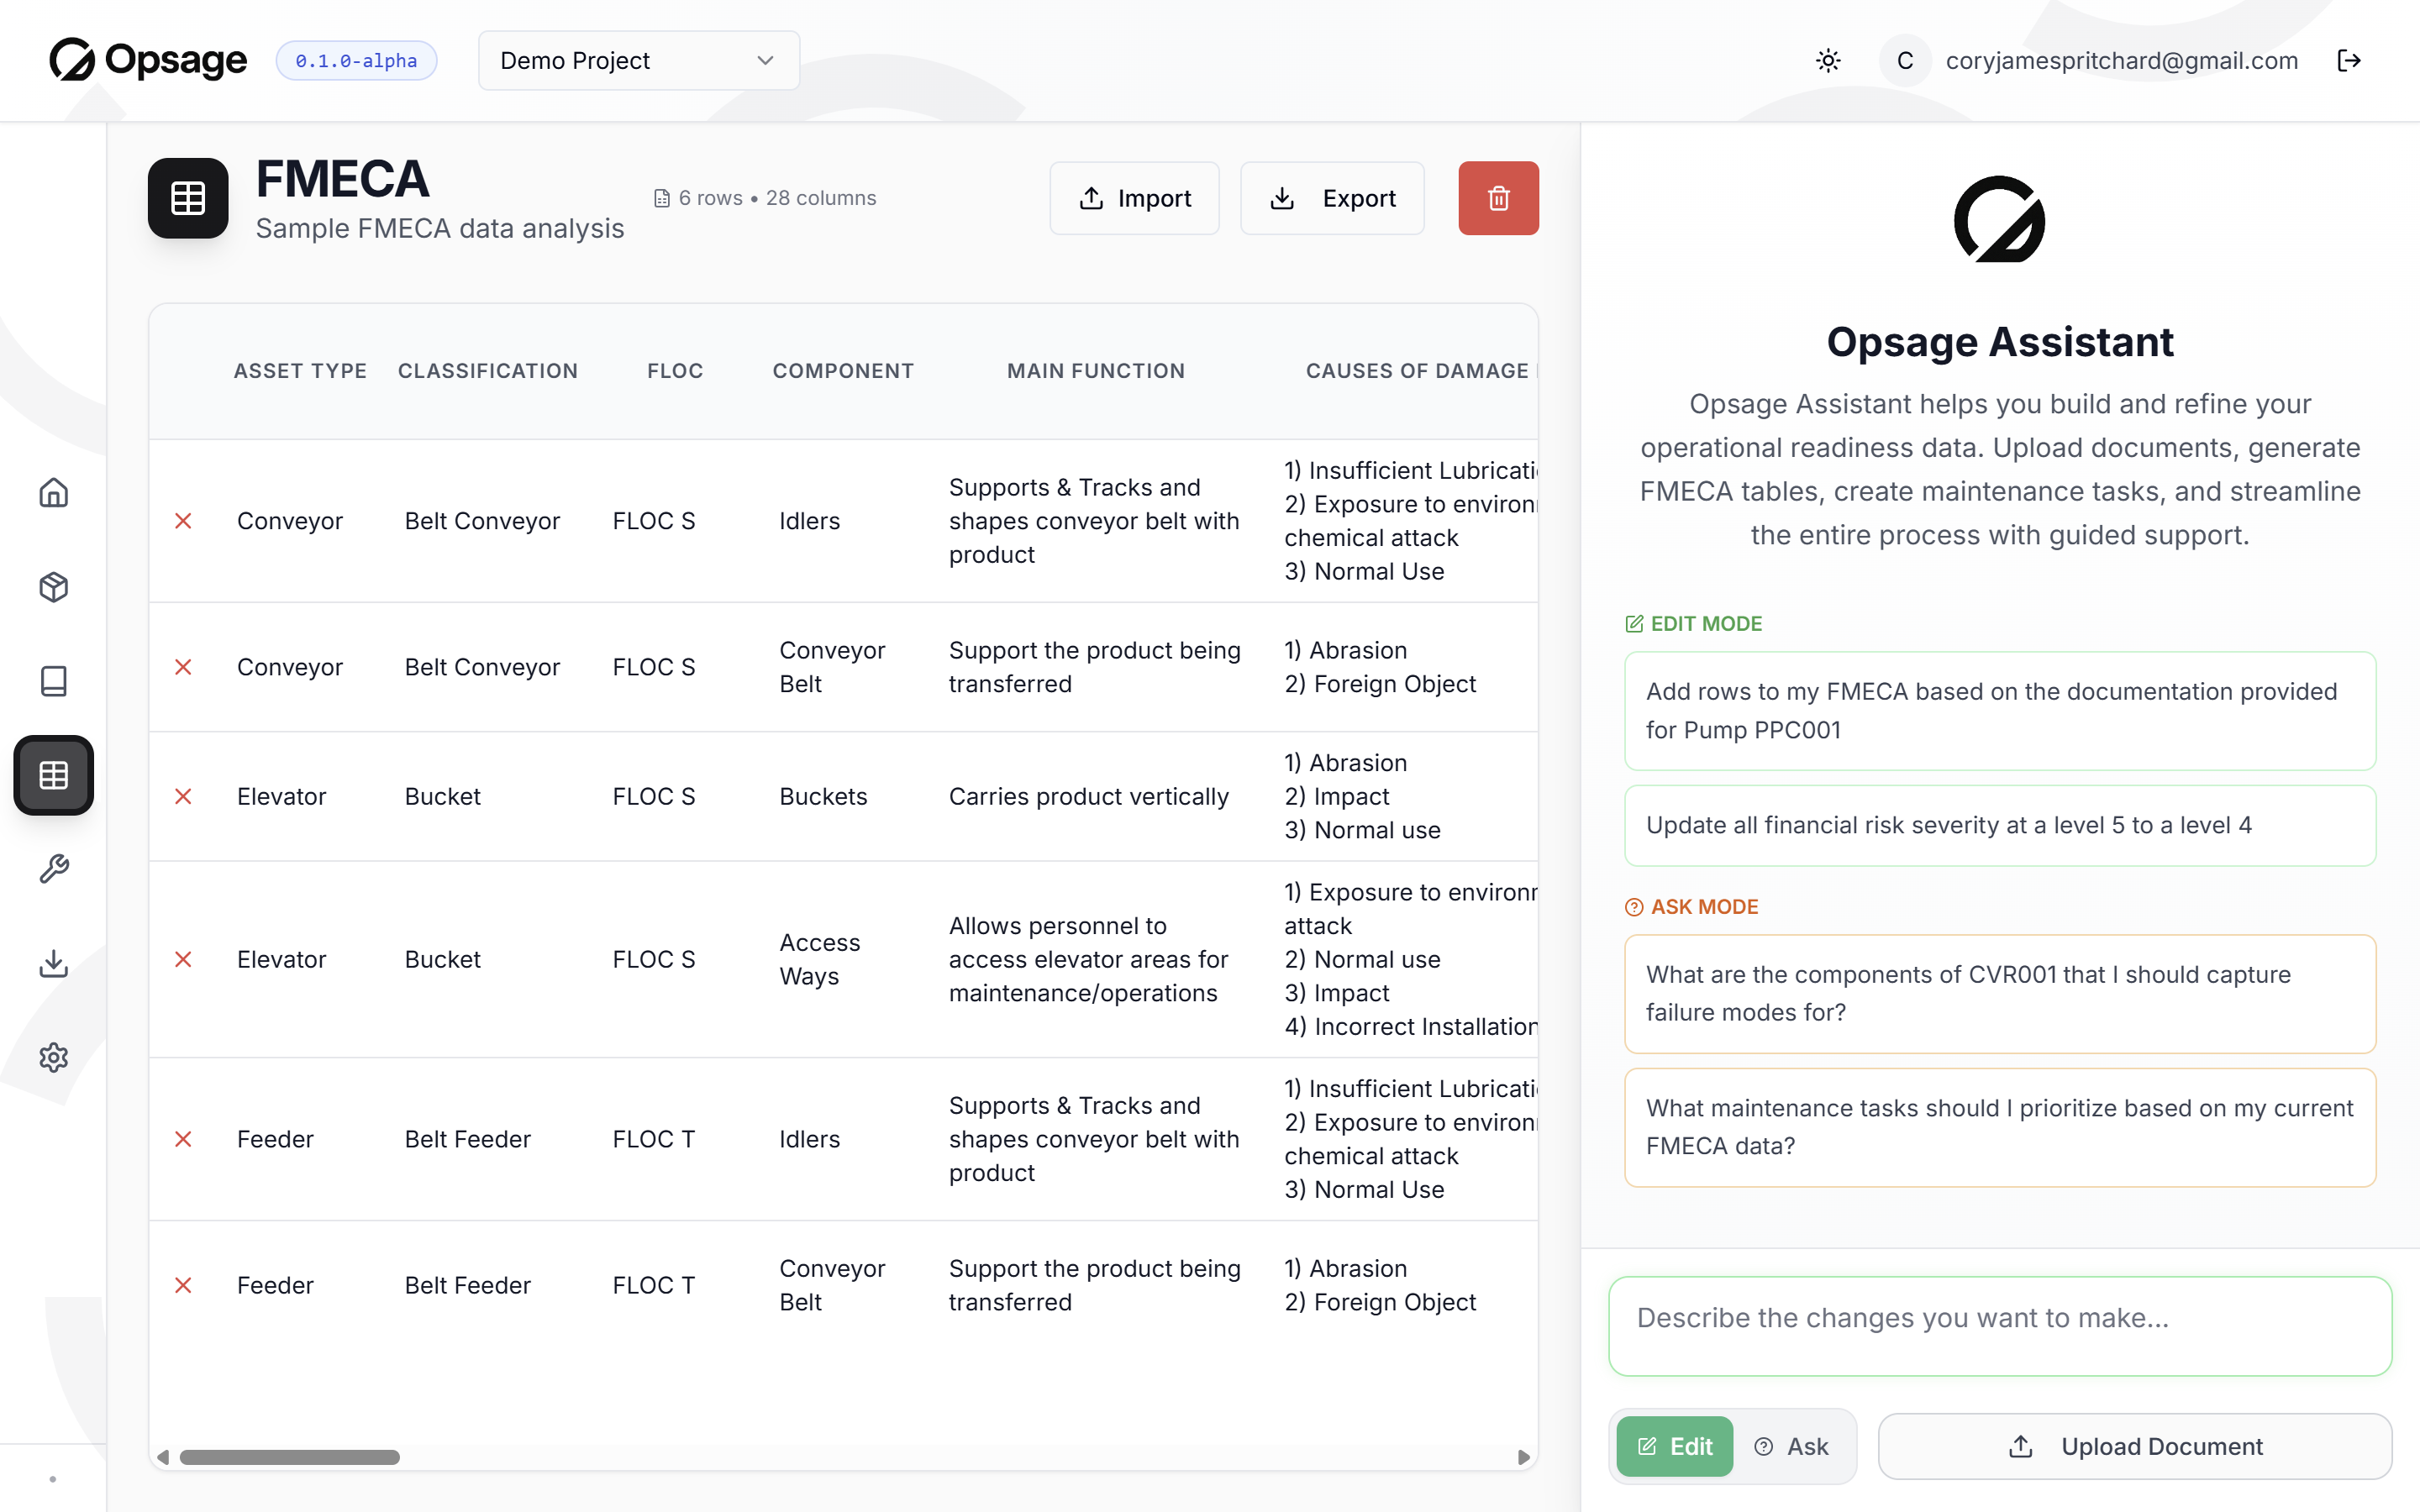 Opsage
0.1.0-alpha
Demo Project
C
coryjamespritchard@gmail.com
FMECA
Sample FMECA data analysis
6 rows • 28 columns
Import
Export
ASSET TYPE CLASSIFICATION FLOC COMPONENT MAIN FUNCTION CAUSES OF DAMAGE
Conveyor
Belt Conveyor
FLOC S
Idlers
Supports & Tracks and
shapes conveyor belt with
product
1) Insufficient Lubricati
2) Exposure to environ
chemical attack
3) Normal Use
Conveyor
Belt Conveyor
FLOC S
Conveyor
Belt
Support the product being
transferred
1) Abrasion
2) Foreign Object
Elevator
Bucket
FLOC S
Buckets
Carries product vertically
1) Abrasion
2) Impact
3) Normal use
Elevator
Bucket
FLOC S
Access
Ways
Allows personnel to
access elevator areas for
maintenance/operations
1) Exposure to environ
attack
2) Normal use
3) Impact
4) Incorrect Installation
Feeder
Belt Feeder
FLOC T
Idlers
Supports & Tracks and
shapes conveyor belt with
product
1) Insufficient Lubricati
2) Exposure to environ
chemical attack
3) Normal Use
Feeder
Belt Feeder
FLOC T
Conveyor
Belt
Support the product being
transferred
1) Abrasion
2) Foreign Object
Opsage Assistant
Opsage Assistant helps you build and refine your
operational readiness data. Upload documents, generate
FMECA tables, create maintenance tasks, and streamline
the entire process with guided support.
EDIT MODE
Add rows to my FMECA based on the documentation provided
for Pump PPC001
Update all financial risk severity at a level 5 to a level 4
ASK MODE
What are the components of CVR001 that I should capture
failure modes for?
What maintenance tasks should I prioritize based on my current
FMECA data?
Describe the changes you want to make...
Edit
Ask
Upload Document